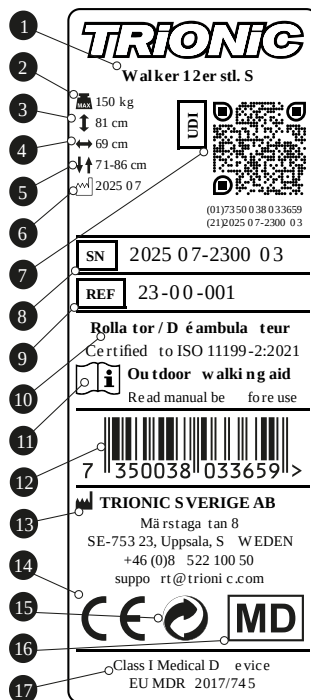 1
TRIONIC
Walker 12er stl. S
2
MAX 150 kg
3
81 cm
4
69 cm
5
71-86 cm
6
2025 07
UDI
(01)7350038033659
(21)202507-2300 03
7
8
SN 2025 07-2300 03
9
REF 23-00-001
10
Rollator/Déambulateur
Certified to ISO 11199-2:2021
11
i Outdoor walking aid
Read manual before use
12
7 350038 033659 >
13
TRIONIC SVERIGE AB
Märstagatan 8
SE-753 23, Uppsala, SWEDEN
+46 (0)8 522 100 50
support@trionic.com
14
CE
15
16
MD
17
Class I Medical Device
EU MDR 2017/745